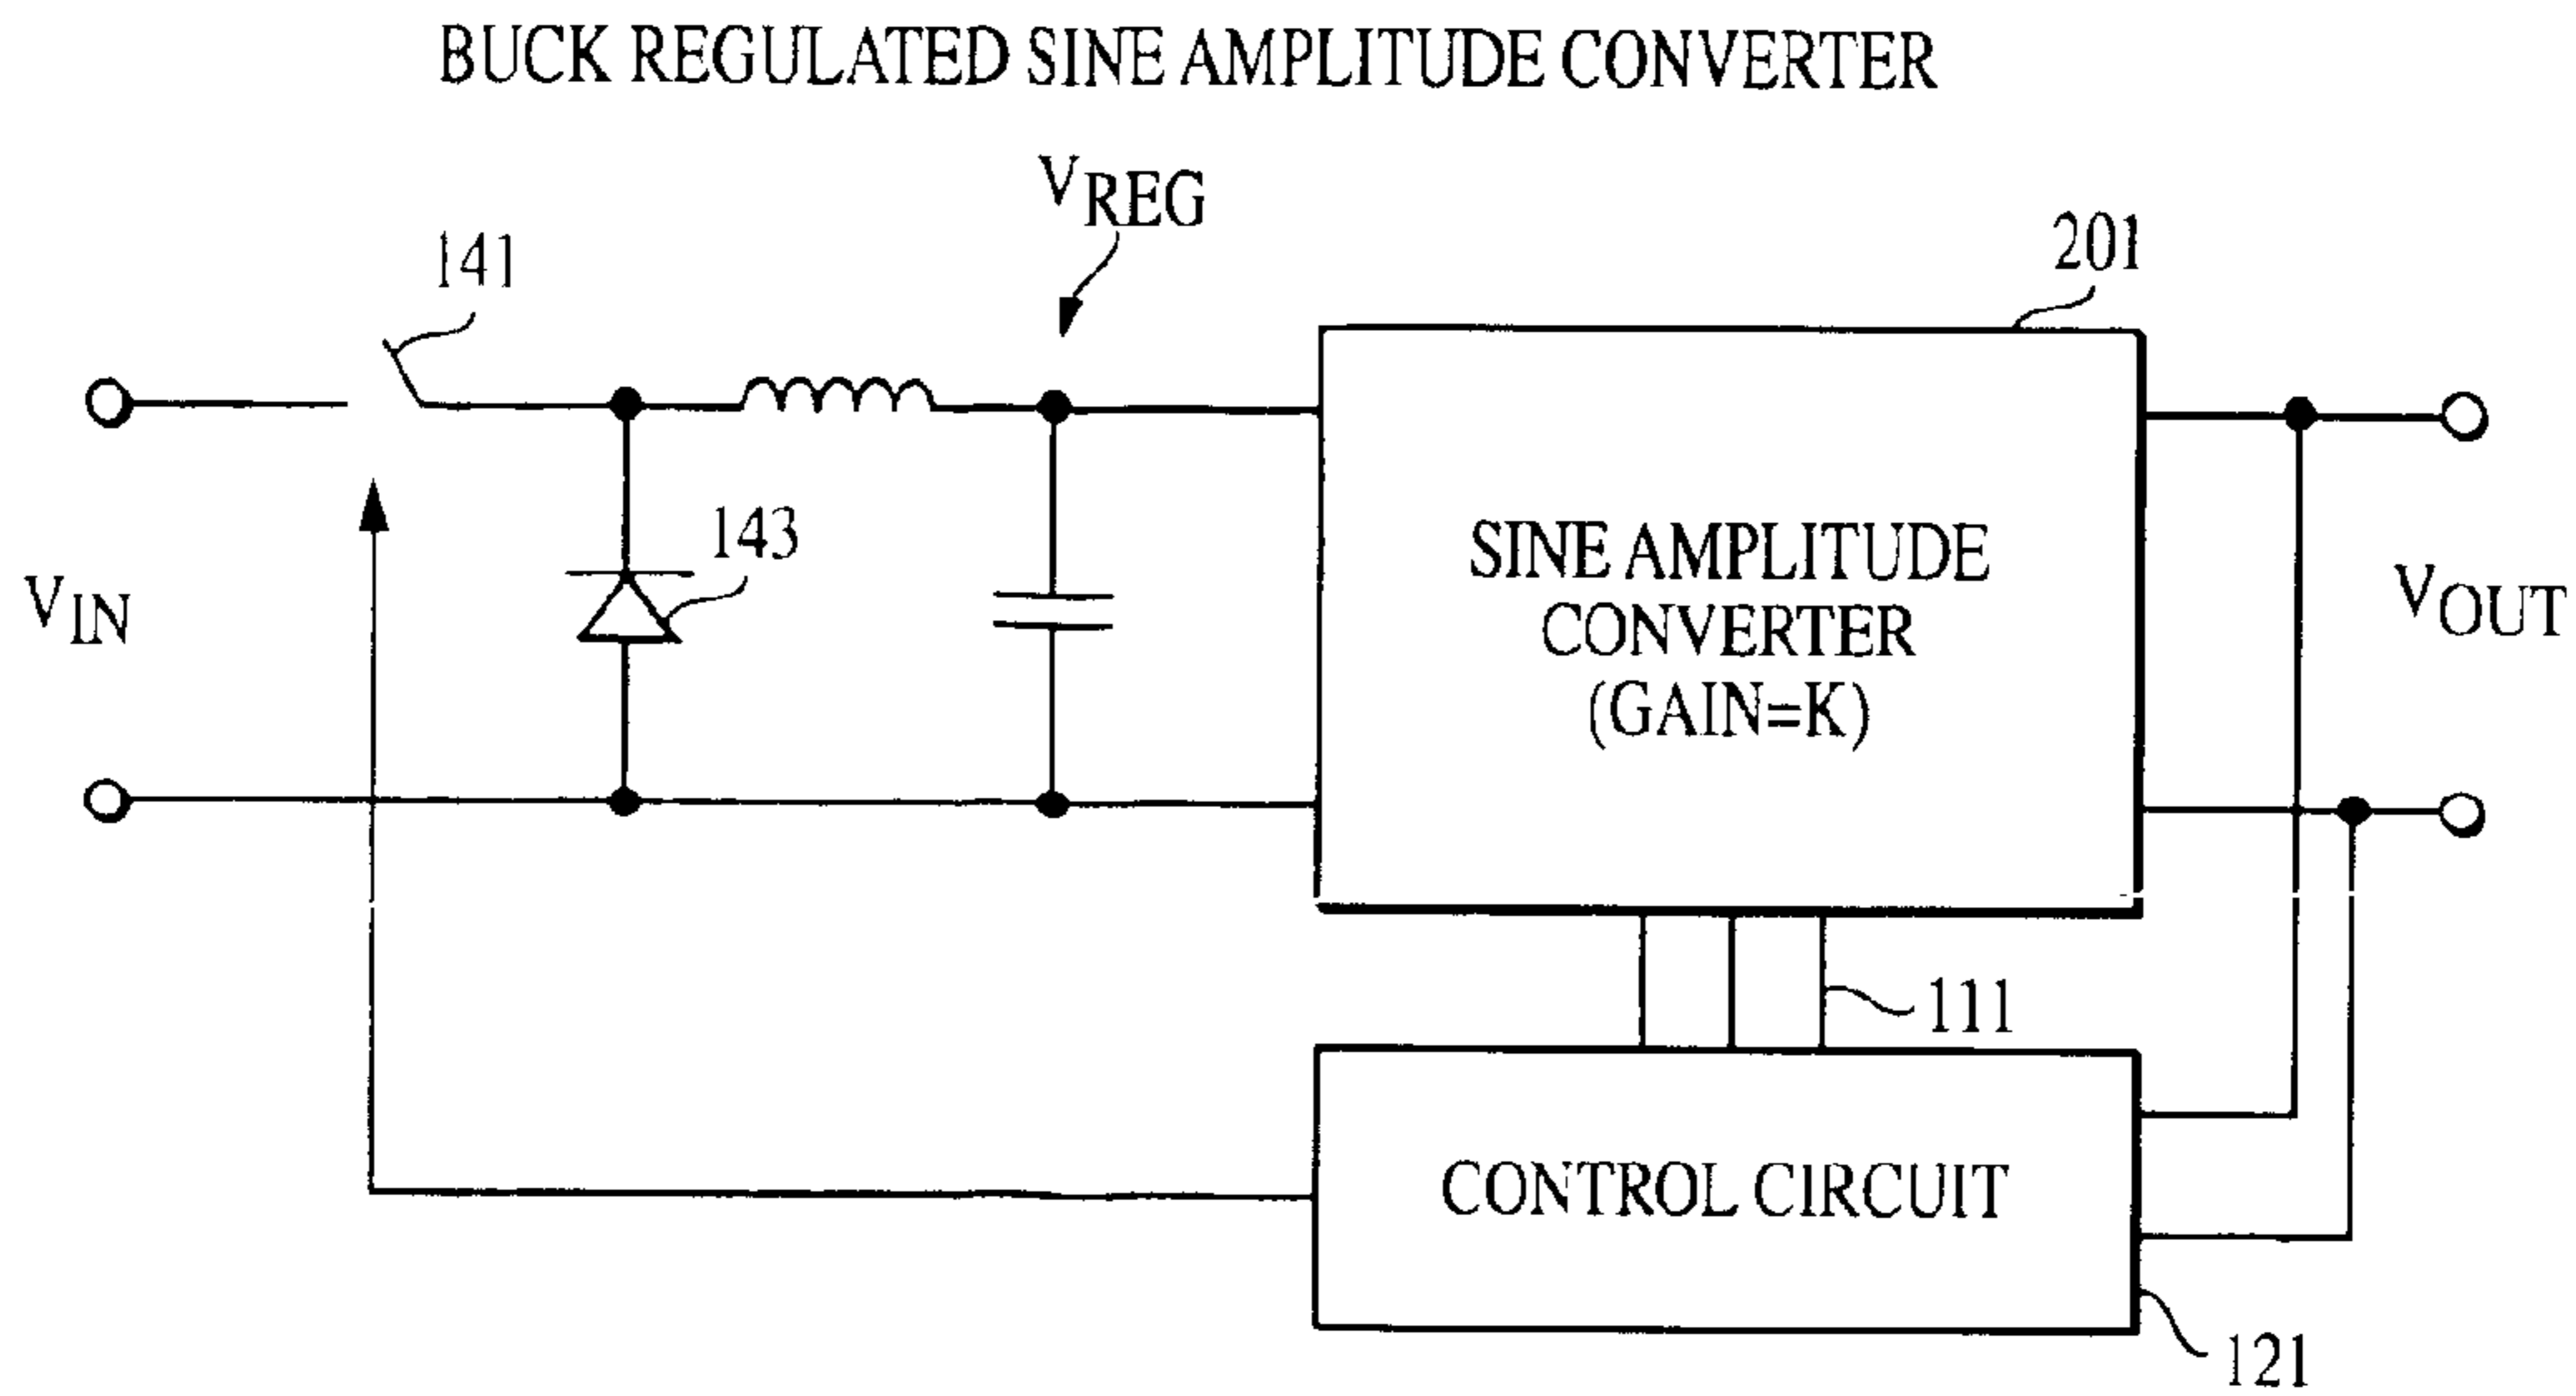 BUCK REGULATED SINE AMPLITUDE CONVERTER
VREG
141
201
143
VIN
SINE AMPLITUDE
CONVERTER
(GAIN=K)
VOUT
111
CONTROL CIRCUIT
121